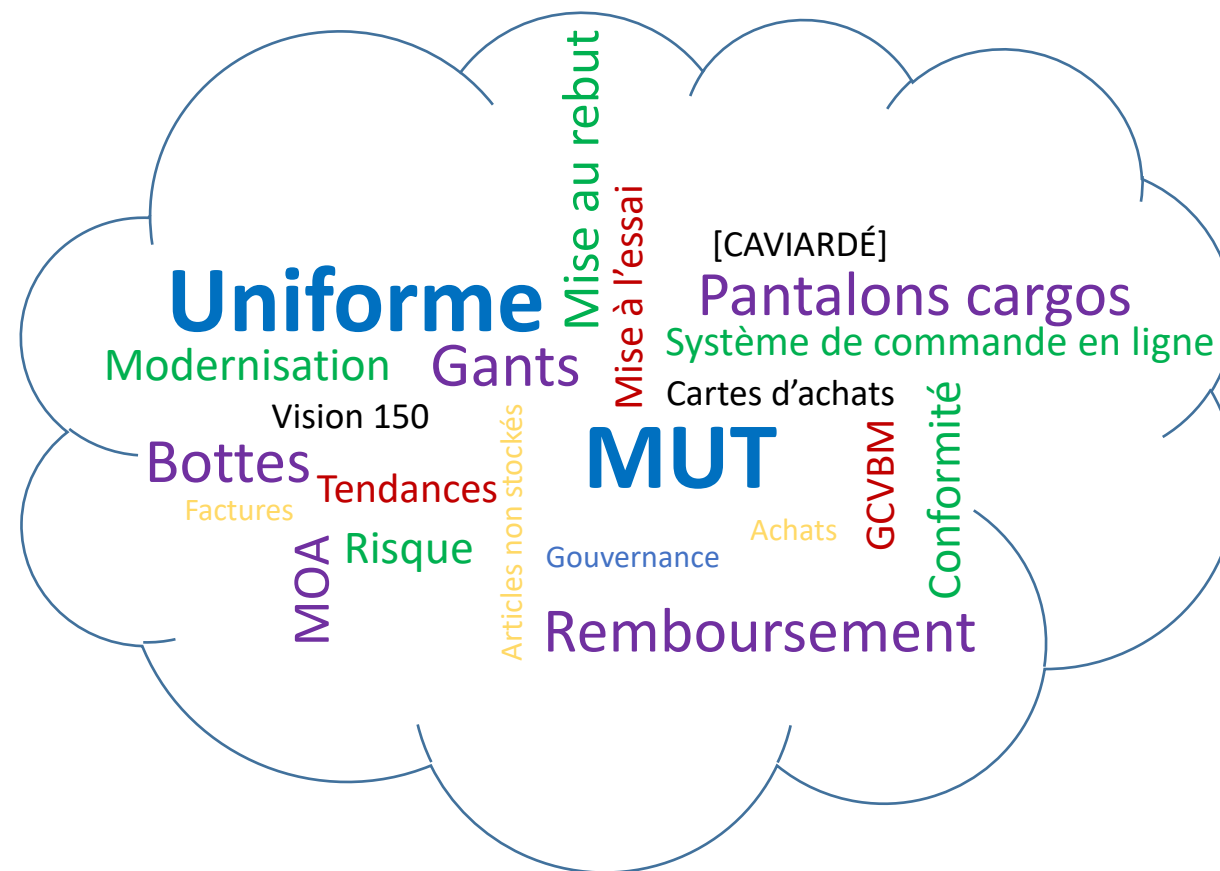 Mise au rebut
Mise à l'essai
[CAVIARDÉ]
Uniforme
Pantalons cargos
Système de commande en ligne
Modernisation
Gants
Cartes d'achats
Vision 150
MUT
Bottes
Tendances
Articles non stockés
GCVBM
Conformité
Factures
Achats
MOA
Risque
Gouvernance
Remboursement